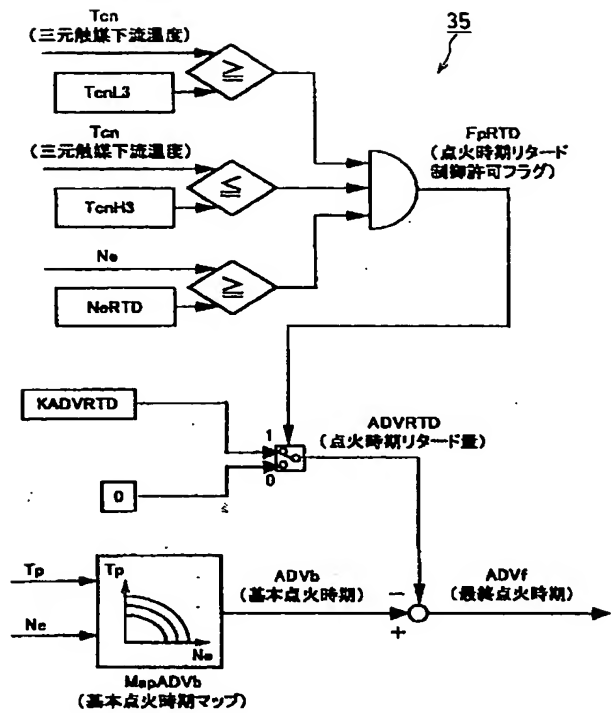 Tcn
(三元触媒下流温度)
35
≧
TcnL3
Tcn
(三元触媒下流温度)
FpRTD
(点火時期リタード
制御許可フラグ)
≦
TcnH3
Ne
≧
NeRTD
KADVRTD
1
ADVRTD
(点火時期リタード量)
0
0
Tp
Tp
ADVb
(基本点火時期)
−
ADVf
(最終点火時期)
Ne
Ne
+
MapADVb
(基本点火時期マップ)